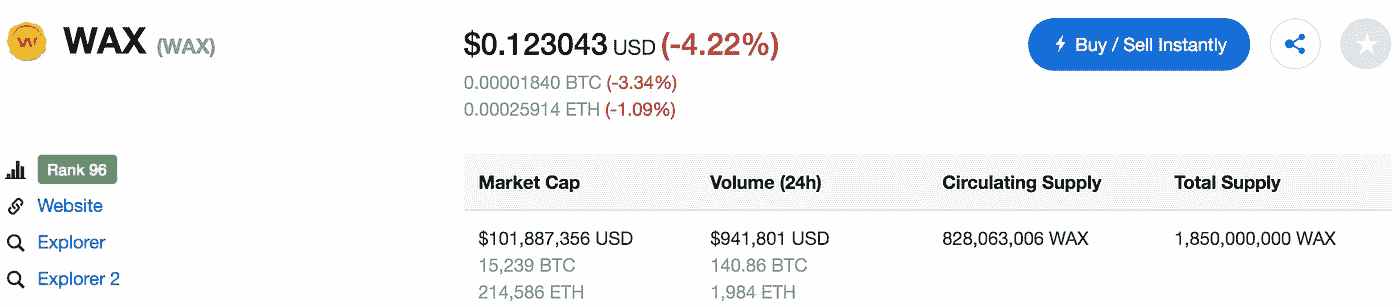 WAX (WAX)
$0.123043 USD (-4.22%)
0.00001840 BTC (-3.34%)
0.00025914 ETH (-1.09%)
Buy / Sell Instantly
Rank 96
Website
Explorer
Explorer 2
Market Cap Volume (24h) Circulating Supply Total Supply
$101,887,356 USD $941,801 USD 828,063,006 WAX 1,850,000,000 WAX
15,239 BTC 140.86 BTC
214,586 ETH 1,984 ETH